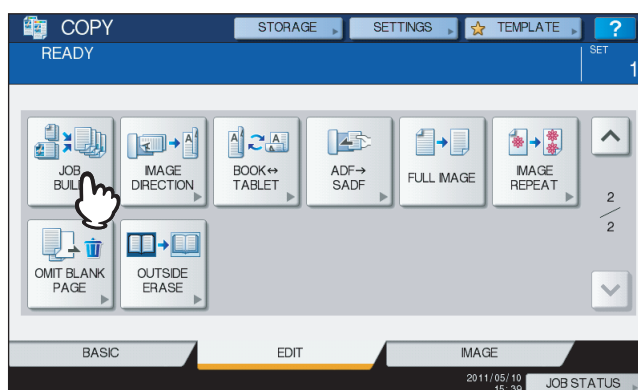 COPY
STORAGE
SETTINGS
TEMPLATE
?
READY
SET
1
JOB
IMAGE
DIRECTION
BOOK↔
TABLET
ADF→
SADF
FULL IMAGE
IMAGE
REPEAT
2
2
OMIT BLANK
PAGE
OUTSIDE
ERASE
BASIC
EDIT
IMAGE
2011/05/10
15:39
JOB STATUS